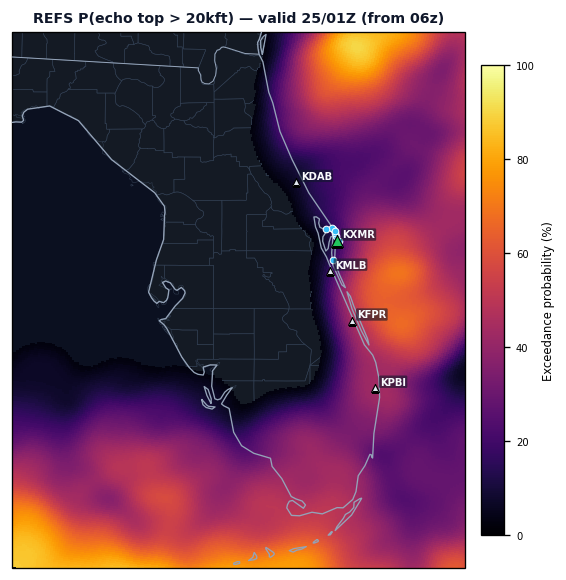 REFS P(echo top > 20kft) — valid 25/01Z (from 06z)
KDAB
KXMR
KMLB
KFPR
KPBI
100
80
60
40
20
0
Exceedance probability (%)